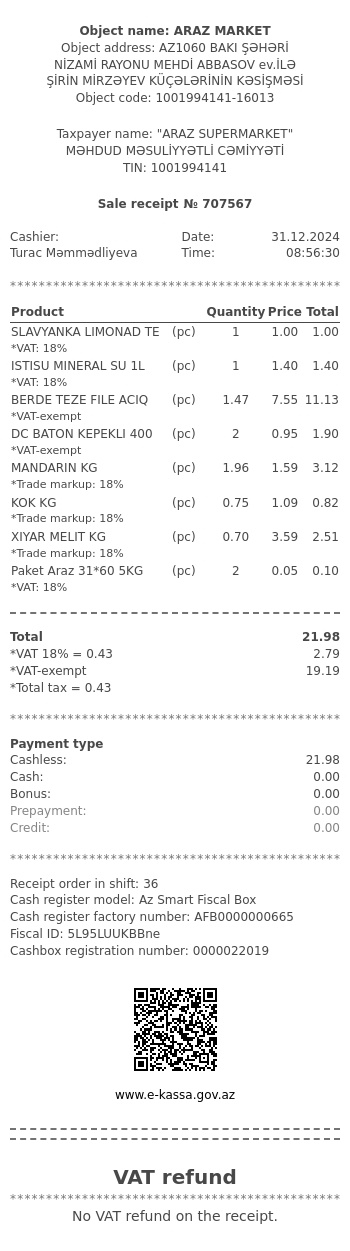 Object name: ARAZ MARKET
Object address: AZ1060 BAKI ŞƏHƏRİ
NİZAMİ RAYONU MEHDİ ABBASOV ev.İLƏ
ŞİRİN MİRZƏYEV KÜÇƏLƏRİNİN KƏSİŞMƏSİ
Object code: 1001994141-16013
Taxpayer name: "ARAZ SUPERMARKET"
MƏHDUD MƏSULİYYƏTLİ CƏMİYYƏTİ
TIN: 1001994141
Sale receipt № 707567
Cashier: Date: 31.12.2024
Turac Məmmədliyeva Time: 08:56:30
***********************************************
Product Quantity Price Total
SLAVYANKA LIMONAD TE (pc) 1 1.00 1.00
*VAT: 18%
ISTISU MINERAL SU 1L (pc) 1 1.40 1.40
*VAT: 18%
BERDE TEZE FILE ACIQ (pc) 1.47 7.55 11.13
*VAT-exempt
DC BATON KEPEKLI 400 (pc) 2 0.95 1.90
*VAT-exempt
MANDARIN KG (pc) 1.96 1.59 3.12
*Trade markup: 18%
KOK KG (pc) 0.75 1.09 0.82
*Trade markup: 18%
XIYAR MELIT KG (pc) 0.70 3.59 2.51
*Trade markup: 18%
Paket Araz 31*60 5KG (pc) 2 0.05 0.10
*VAT: 18%
Total 21.98
*VAT 18% = 0.43 2.79
*VAT-exempt 19.19
*Total tax = 0.43
***********************************************
Payment type
Cashless: 21.98
Cash: 0.00
Bonus: 0.00
Prepayment: 0.00
Credit: 0.00
***********************************************
Receipt order in shift: 36
Cash register model: Az Smart Fiscal Box
Cash register factory number: AFB0000000665
Fiscal ID: 5L95LUUKBBne
Cashbox registration number: 0000022019
www.e-kassa.gov.az
VAT refund
***********************************************
No VAT refund on the receipt.